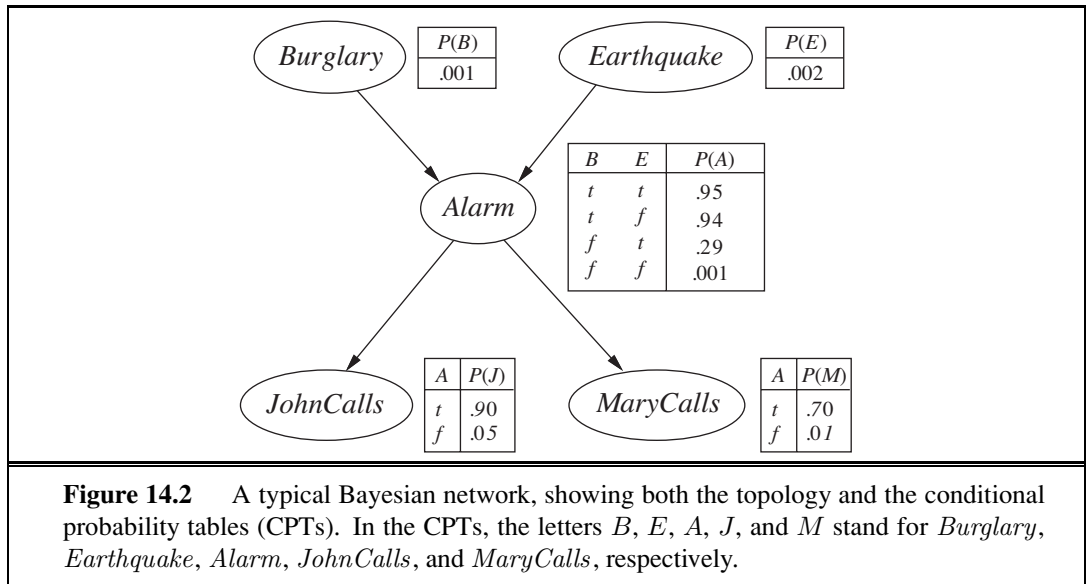 Burglary
P(B)
.001
Earthquake
P(E)
.002
Alarm
B E P(A)
t t .95
t f .94
f t .29
f f .001
JohnCalls
A P(J)
t .90
f .05
MaryCalls
A P(M)
t .70
f .01
Figure 14.2 A typical Bayesian network, showing both the topology and the conditional
probability tables (CPTs). In the CPTs, the letters B, E, A, J, and M stand for Burglary,
Earthquake, Alarm, JohnCalls, and MaryCalls, respectively.